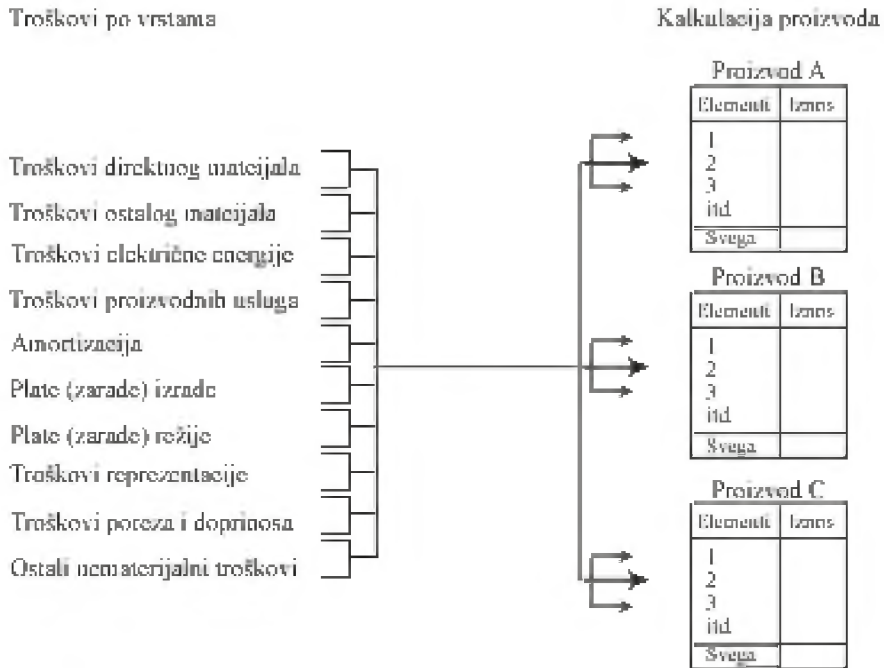 Troškovi po vrstama
Kalkulacija proizvoda
Troškovi direktnog mateijala
Troškovi ostalog mateijala
Troškovi električne energije
Troškovi proizvodnih usluga
Amortizacija
Plate (zarade) izrade
Plate (zarade) režije
Troškovi reprezentacije
Troškovi poreza i doprinosa
Ostali nematerijalni troškovi
Proizvod A
Elementi Iznos
1
2
3
itd
Svega
Proizvod B
Elementi Iznos
1
2
3
itd
Svega
Proizvod C
Elementi Iznos
1
2
3
itd
Svega